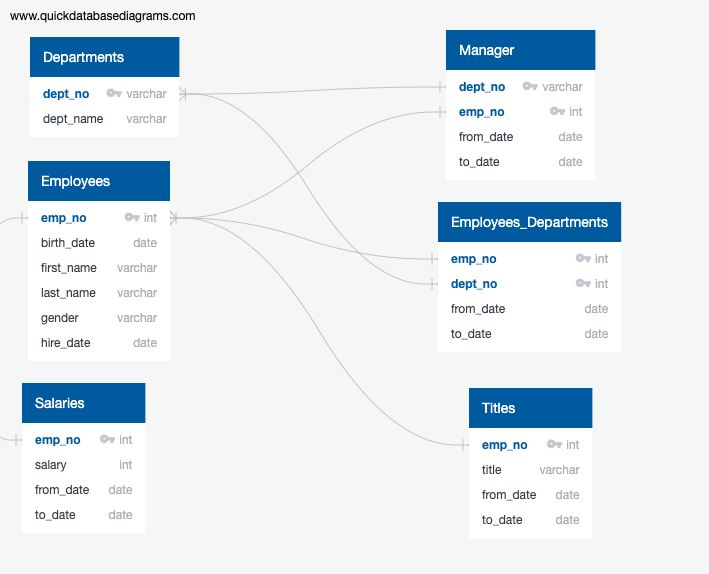 www.quickdatabasediagrams.com
Departments
dept_no varchar
dept_name varchar
Employees
emp_no int
birth_date date
first_name varchar
last_name varchar
gender varchar
hire_date date
Salaries
emp_no int
salary int
from_date date
to_date date
Manager
dept_no varchar
emp_no int
from_date date
to_date date
Employees_Departments
emp_no int
dept_no int
from_date date
to_date date
Titles
emp_no int
title varchar
from_date date
to_date date